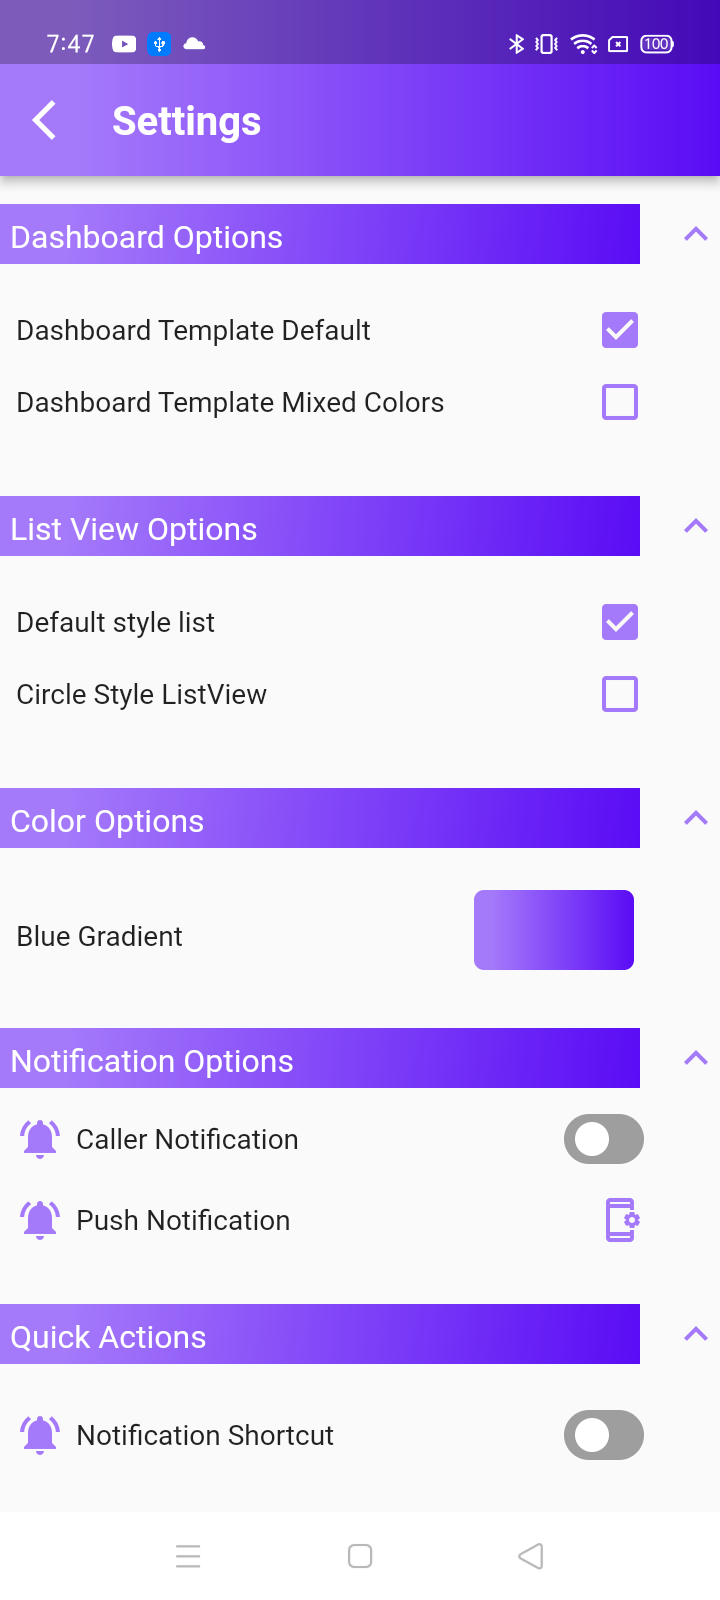 7:47
100
Settings
Dashboard Options
Dashboard Template Default
Dashboard Template Mixed Colors
List View Options
Default style list
Circle Style ListView
Color Options
Blue Gradient
Notification Options
Caller Notification
Push Notification
Quick Actions
Notification Shortcut